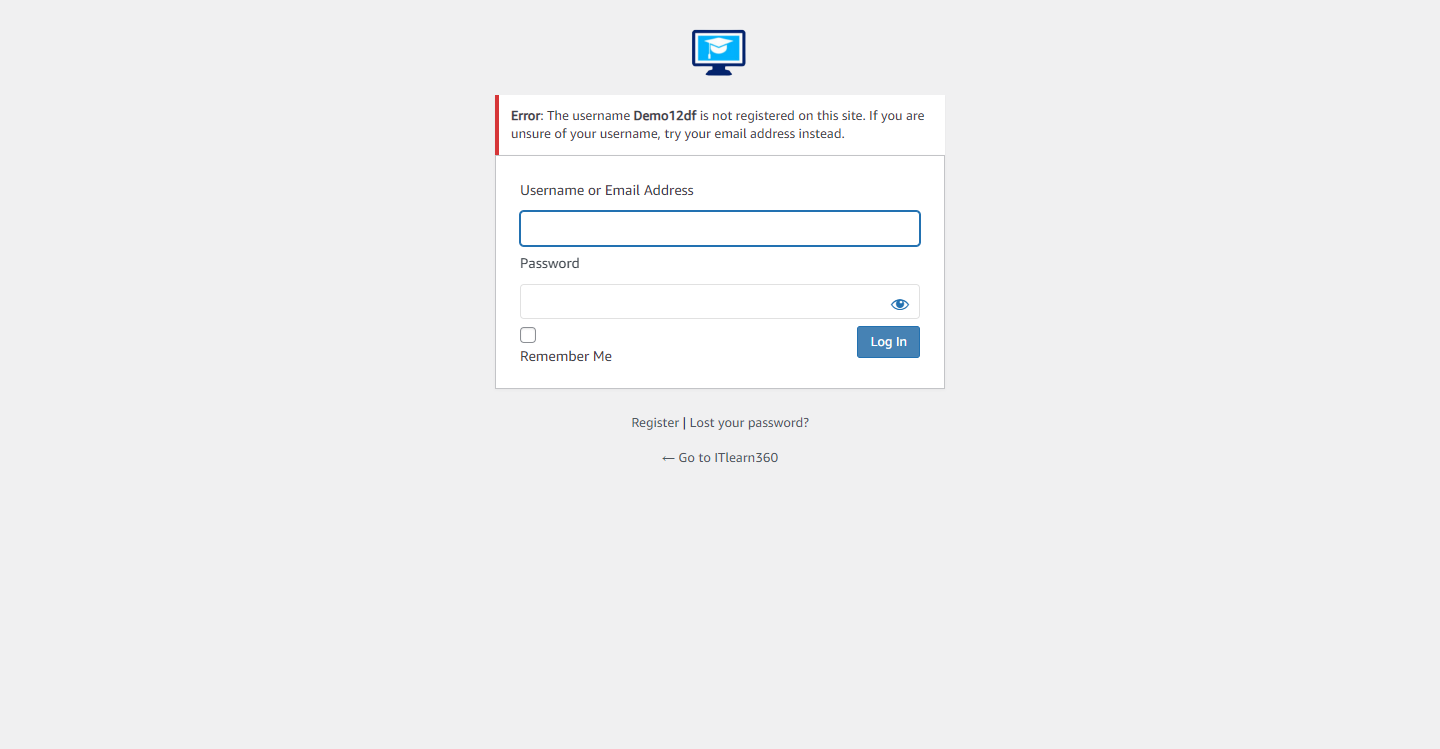 Error: The username Demo12df is not registered on this site. If you are
unsure of your username, try your email address instead.
Username or Email Address
Password
Remember Me
Log In
Register | Lost your password?
← Go to ITlearn360